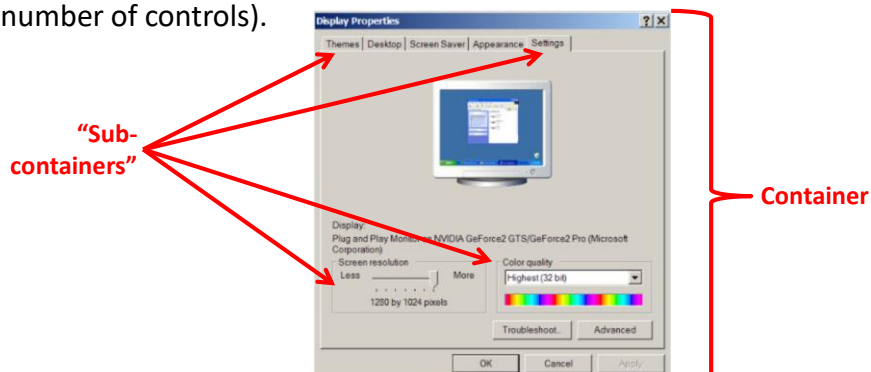 number of controls).
Display Properties
Themes Desktop Screen Saver Appearance Settings
“Sub-
containers”
Container
Display:
Plug and Play Monitor on NVIDIA GeForce2 GTS/GeForce2 Pro (Microsoft
Corporation)
Screen resolution
Less More
1280 by 1024 pixels
Color quality
Highest (32 bit)
Troubleshoot... Advanced
OK Cancel Apply